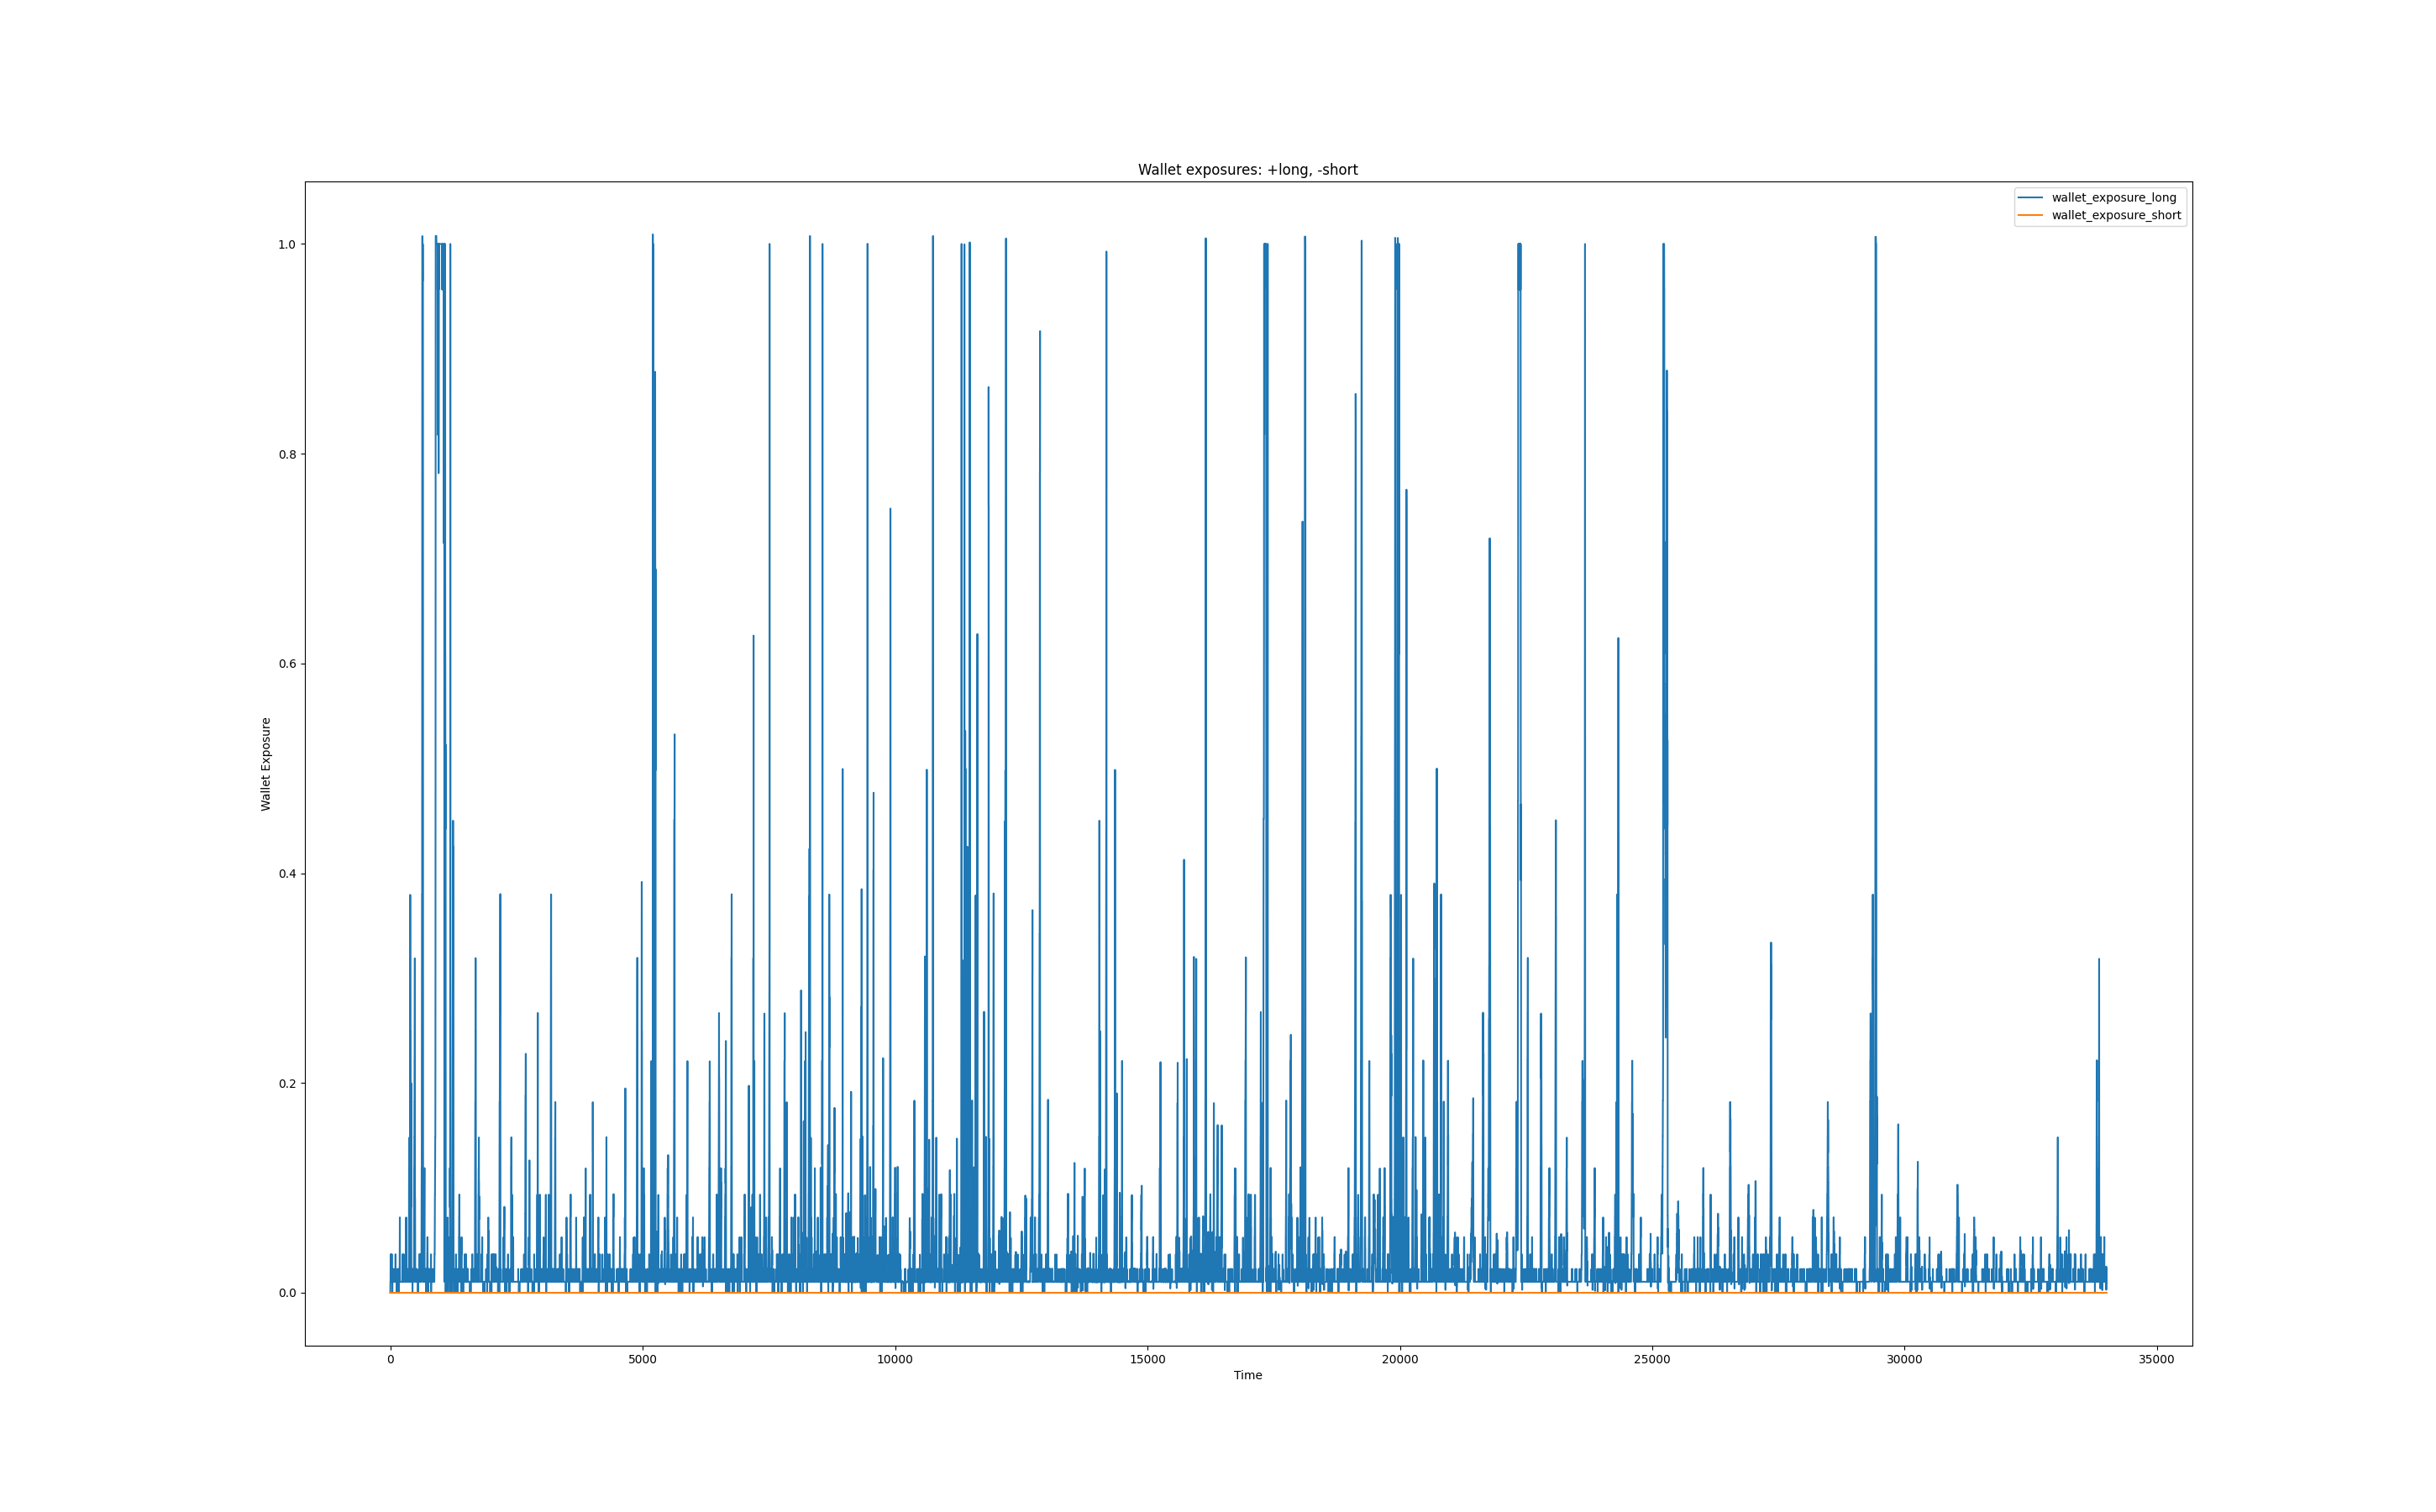 Wallet exposures: +long, -short
wallet_exposure_long
wallet_exposure_short
1.0
0.8
0.6
0.4
0.2
0.0
Wallet Exposure
0 5000 10000 15000 20000 25000 30000 35000
Time